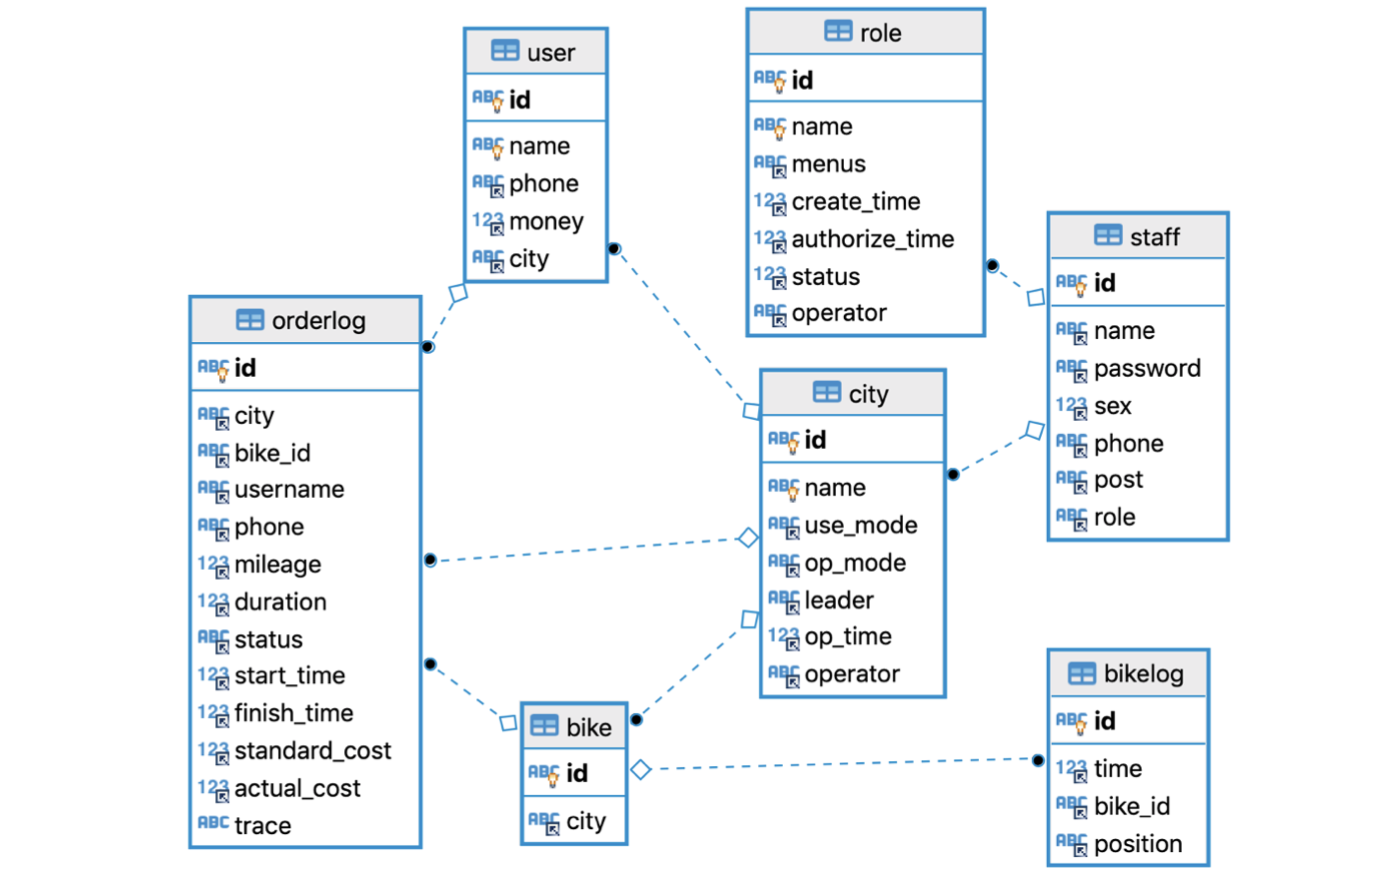 user
id
name
phone
money
city
role
id
name
menus
create_time
authorize_time
status
operator
staff
id
name
password
sex
phone
post
role
orderlog
id
city
bike_id
username
phone
mileage
duration
status
start_time
finish_time
standard_cost
actual_cost
trace
city
id
name
use_mode
op_mode
leader
op_time
operator
bike
id
city
bikelog
id
time
bike_id
position